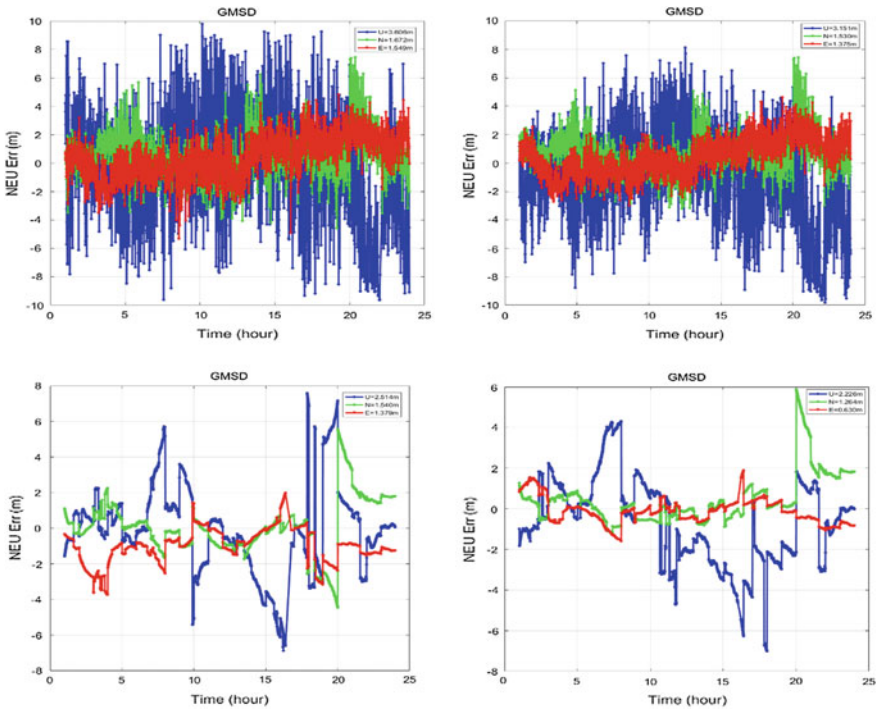 GMSD
U=3.606m
N=1.672m
E=1.549m
NEU Err (m)
10
8
6
4
2
0
-2
-4
-6
-8
-10
0 5 10 15 20 25
Time (hour)
GMSD
U=3.151m
N=1.530m
E=1.375m
NEU Err (m)
10
8
6
4
2
0
-2
-4
-6
-8
-10
0 5 10 15 20 25
Time (hour)
GMSD
U=2.814m
N=1.540m
E=1.379m
NEU Err (m)
8
6
4
2
0
-2
-4
-6
-8
0 5 10 15 20 25
Time (hour)
GMSD
U=2.226m
N=1.264m
E=0.630m
NEU Err (m)
6
4
2
0
-2
-4
-6
-8
0 5 10 15 20 25
Time (hour)